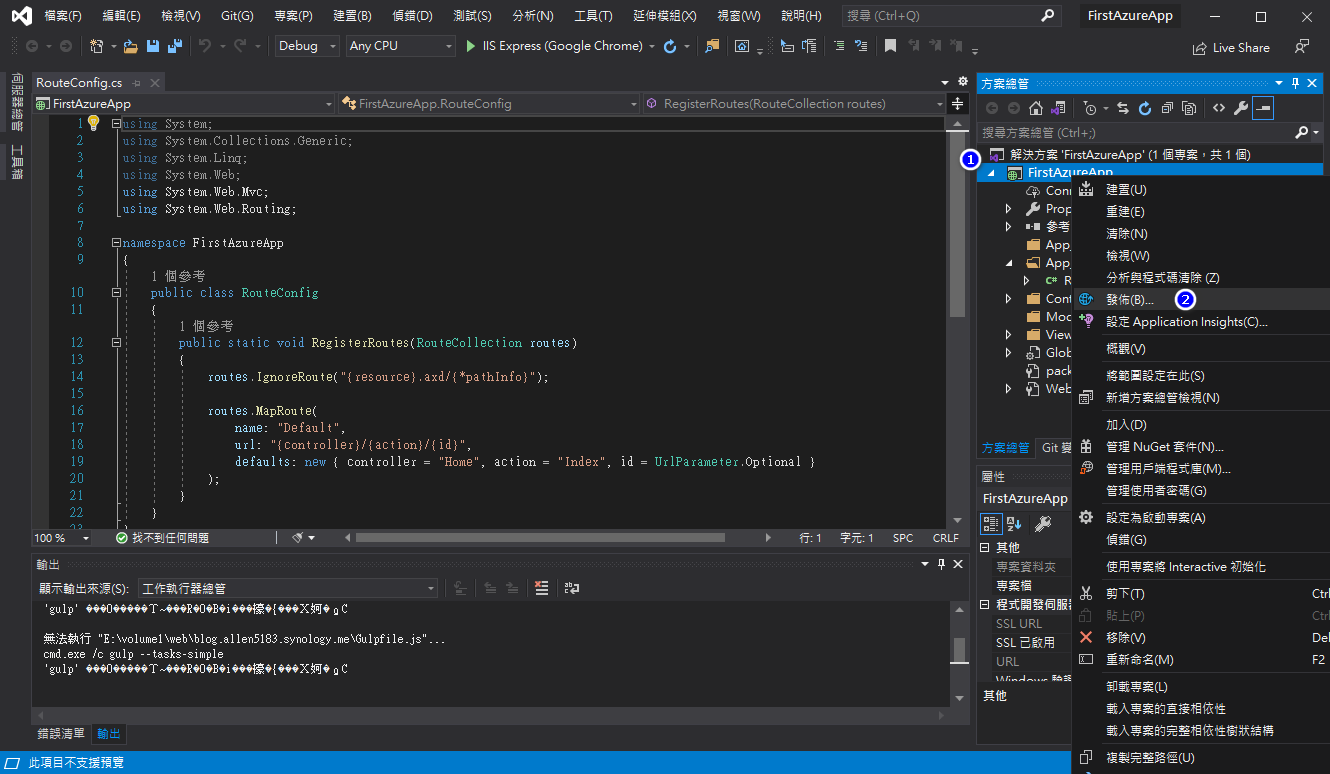 檔案(F) 編輯(E) 檢視(V) Git(G) 專案(P) 建置(B) 偵錯(D) 測試(S) 分析(N) 工具(T) 延伸模組(X) 視窗(W) 說明(H) 搜尋 (Ctrl+Q) FirstAzureApp
Debug Any CPU IIS Express (Google Chrome) Live Share
伺服器總管
工具箱
RouteConfig.cs
FirstAzureApp FirstAzureApp.RouteConfig RegisterRoutes(RouteCollection routes)
1 using System;
2 using System.Collections.Generic;
3 using System.Linq;
4 using System.Web;
5 using System.Web.Mvc;
6 using System.Web.Routing;
7
8 namespace FirstAzureApp
9 {
1 個參考
10 public class RouteConfig
11 {
1 個參考
12 public static void RegisterRoutes(RouteCollection routes)
13 {
14 routes.IgnoreRoute("{resource}.axd/{*pathInfo}");
15
16 routes.MapRoute(
17 name: "Default",
18 url: "{controller}/{action}/{id}",
19 defaults: new { controller = "Home", action = "Index", id = UrlParameter.Optional }
20 );
21 }
22 }
23 }
100 % 找不到任何問題 行: 1 字元: 1 SPC CRLF
輸出
顯示輸出來源(S): 工作執行器總管
無法執行 "E:\volume1\web\blog.allen5183.synology.me\Gulpfile.js"...
cmd.exe /c gulp --tasks-simple
錯誤清單 輸出
此項目不支援預覽
方案總管
搜尋方案總管 (Ctrl+;)
1
解決方案 'FirstAzureApp' (1 個專案，共 1 個)
FirstAzureApp
Conn
Prop
參考
App_
App_
R
Cont
Mod
View
Glob
pack
Web
方案總管 Git 變
屬性
FirstAzureApp
其他
專案資料夾
專案檔
程式開發伺服器
SSL URL
SSL 已啟用
URL
Windows 驗證
其他
建置(U)
重建(E)
清除(N)
檢視(W)
分析與程式碼清除 (Z)
發佈(B)... 2
設定 Application Insights(C)...
概觀(V)
將範圍設定在此(S)
新增方案總管檢視(N)
加入(D)
管理 NuGet 套件(N)...
管理用戶端程式庫(M)...
管理使用者密碼(G)
設定為啟動專案(A)
偵錯(G)
使用專案將 Interactive 初始化
剪下(T) Ctr
貼上(P) Ctr
移除(V) Del
重新命名(M) F2
卸載專案(L)
載入專案的直接相依性
載入專案的完整相依性樹狀結構
複製完整路徑(U)